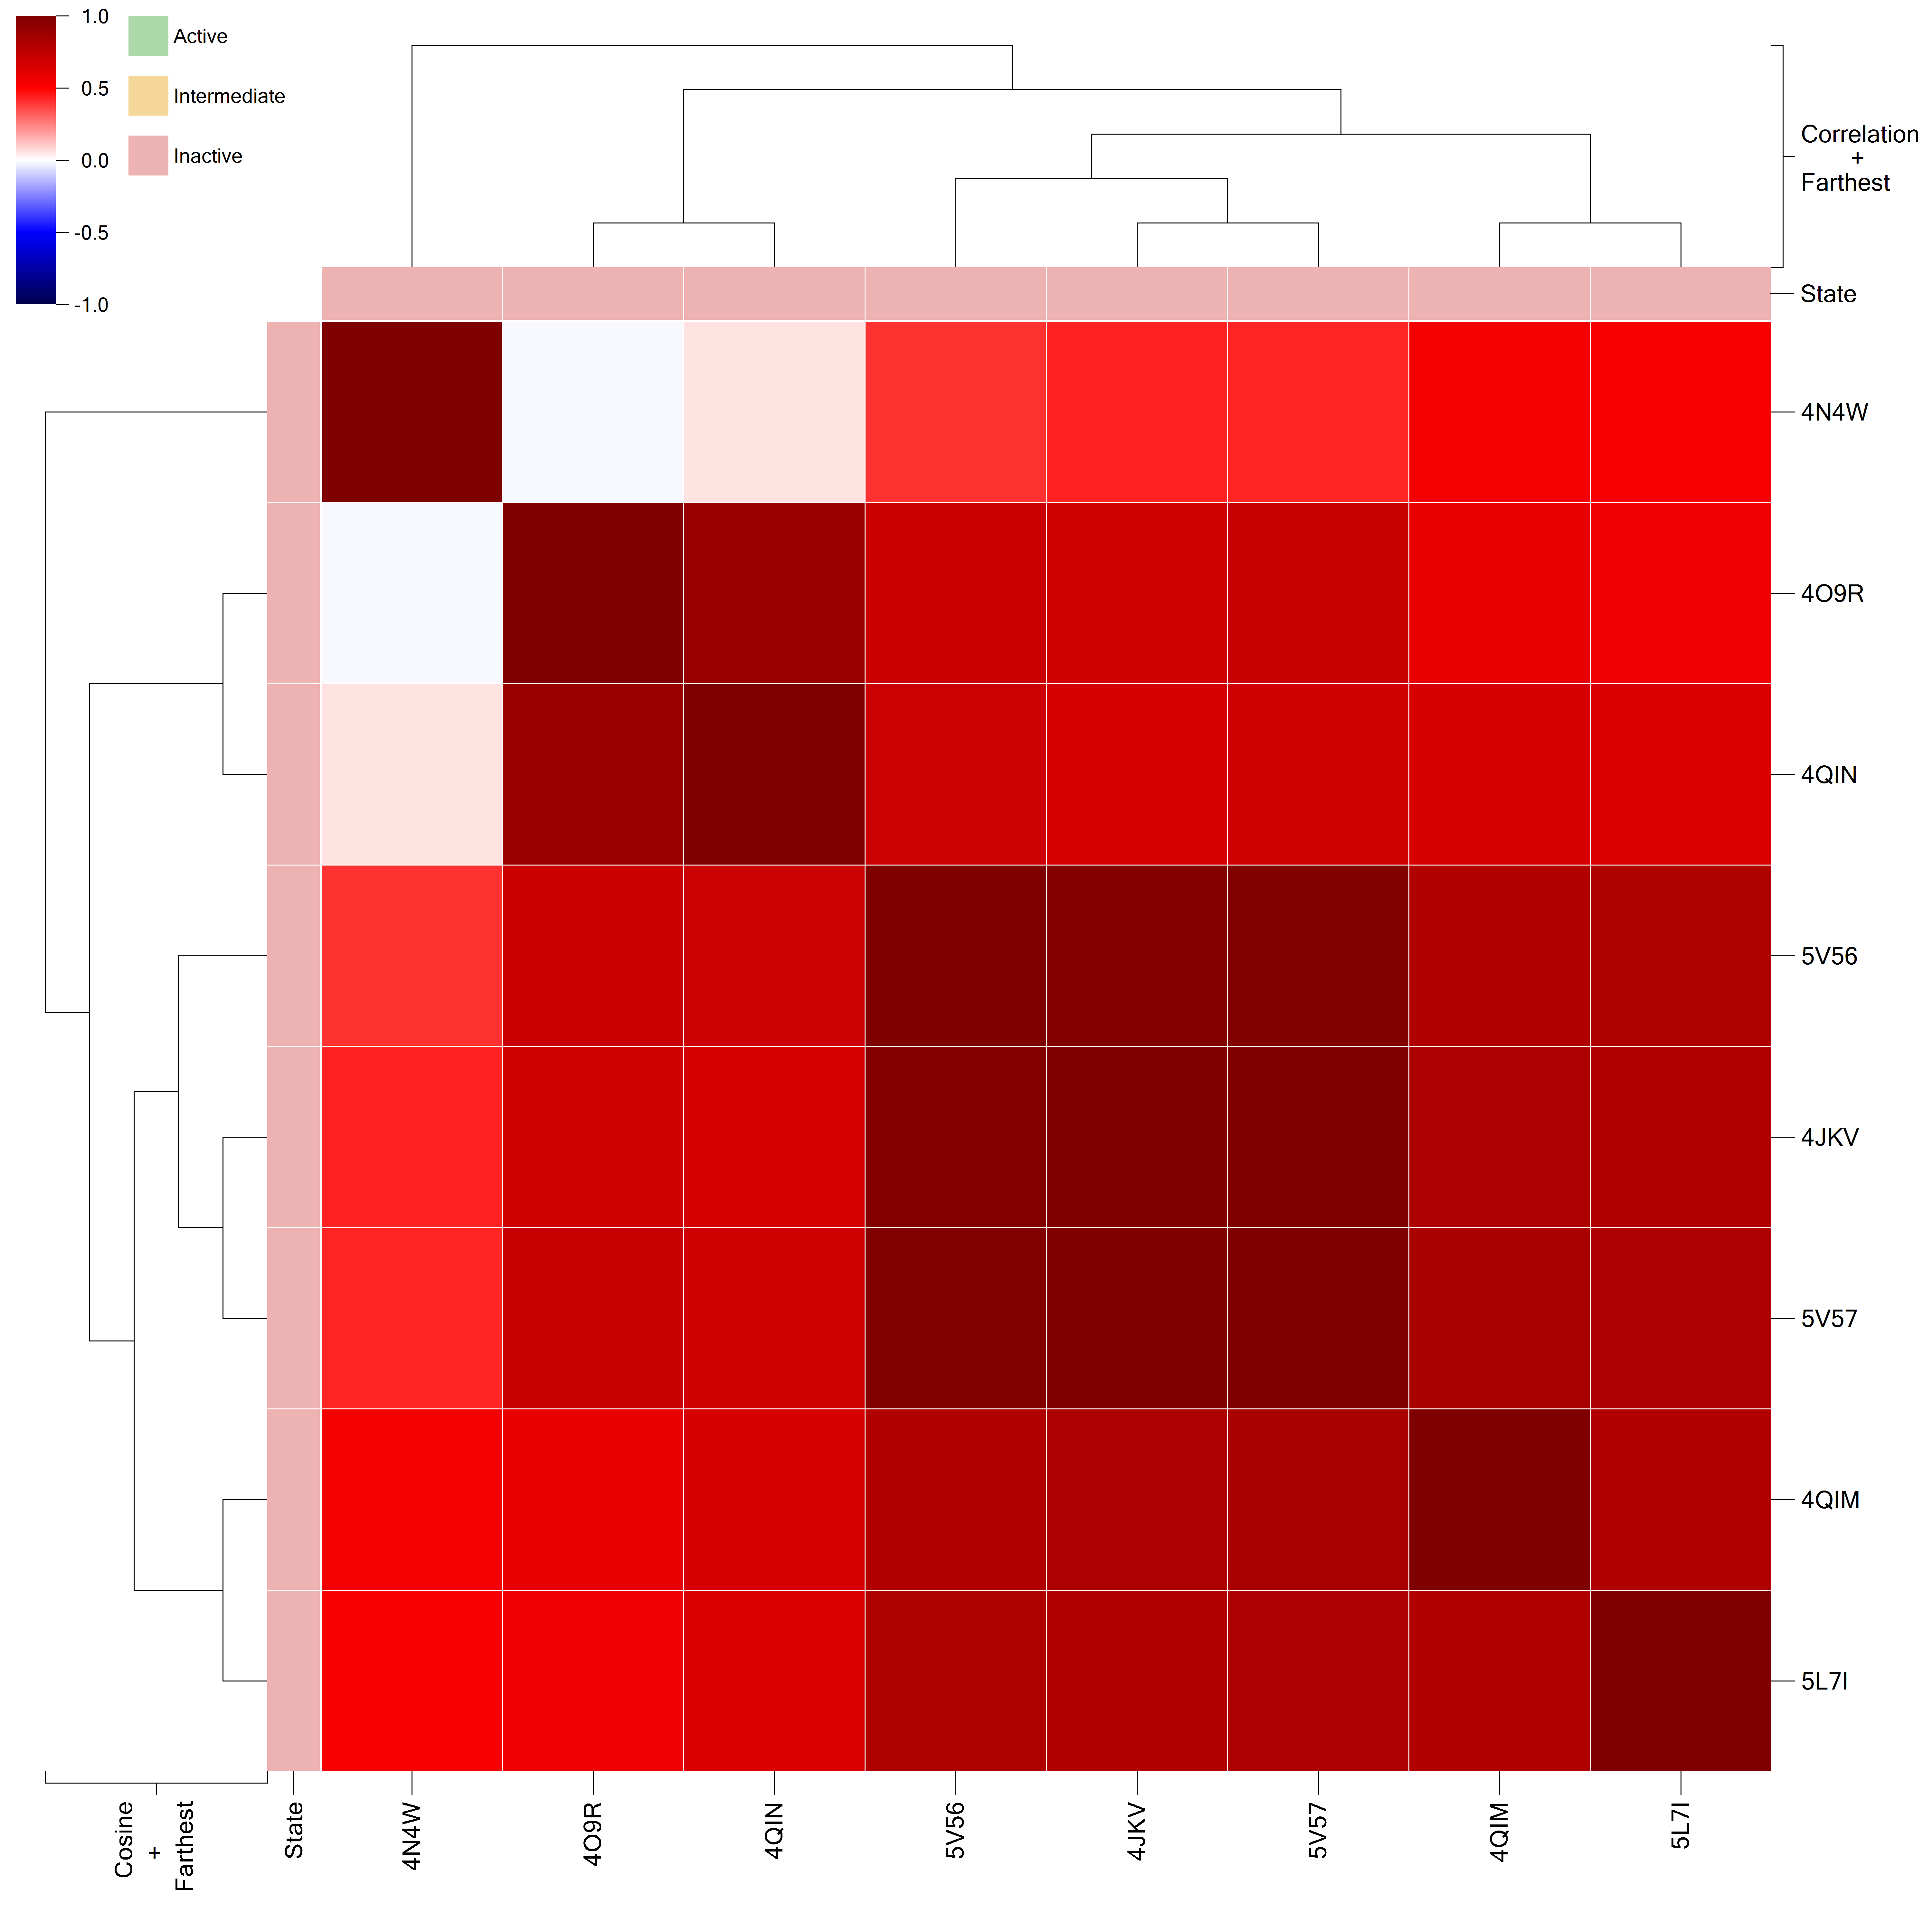 1.0
0.5
0.0
-0.5
-1.0
Active
Intermediate
Inactive
Correlation
+
Farthest
State
4N4W
4O9R
4QIN
5V56
4JKV
5V57
4QIM
5L7I
Cosine
+
Farthest
State
4N4W
4O9R
4QIN
5V56
4JKV
5V57
4QIM
5L7I